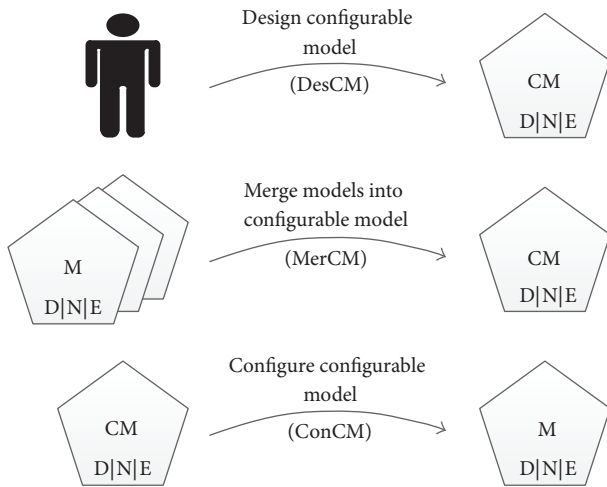 Design configurable
model
(DesCM)
CM
D|N|E
Merge models into
configurable model
(MerCM)
M
D|N|E
CM
D|N|E
Configure configurable
model
(ConCM)
CM
D|N|E
M
D|N|E